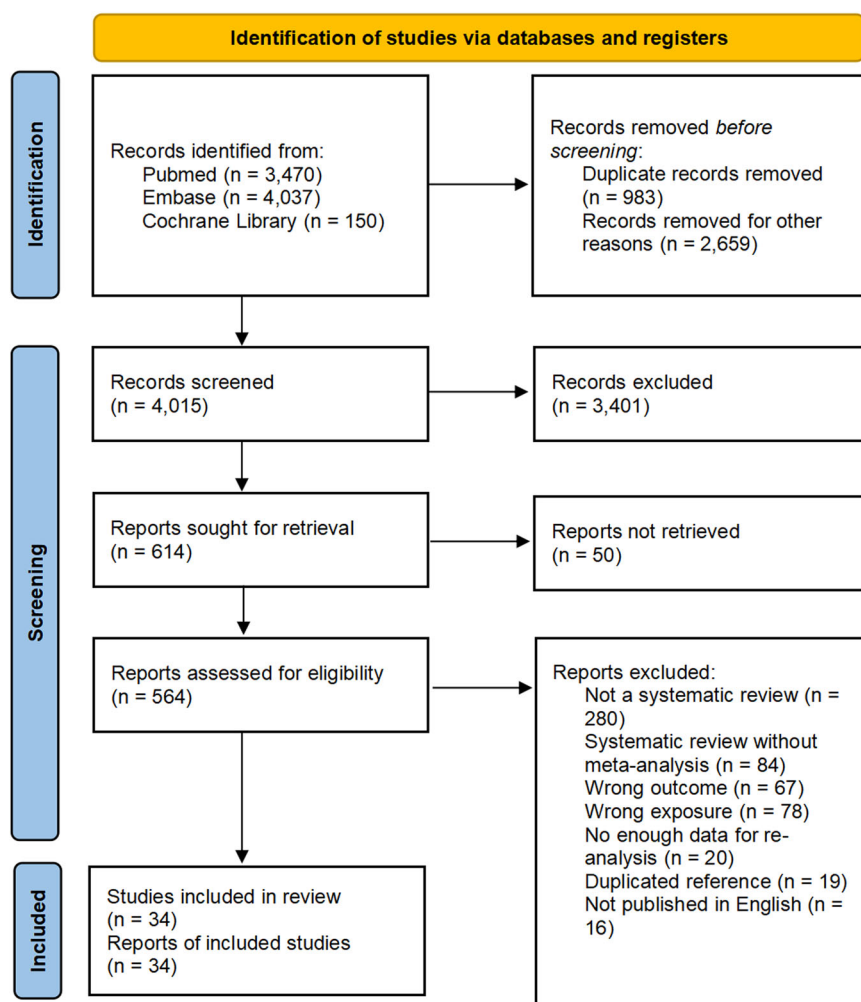 Identification of studies via databases and registers
Identification
Records identified from:
Pubmed (n = 3,470)
Embase (n = 4,037)
Cochrane Library (n = 150)
Records removed before
screening:
Duplicate records removed
(n = 983)
Records removed for other
reasons (n = 2,659)
Screening
Records screened
(n = 4,015)
Records excluded
(n = 3,401)
Reports sought for retrieval
(n = 614)
Reports not retrieved
(n = 50)
Reports assessed for eligibility
(n = 564)
Reports excluded:
Not a systematic review (n =
280)
Systematic review without
meta-analysis (n = 84)
Wrong outcome (n = 67)
Wrong exposure (n = 78)
No enough data for re-
analysis (n = 20)
Duplicated reference (n = 19)
Not published in English (n =
16)
Included
Studies included in review
(n = 34)
Reports of included studies
(n = 34)